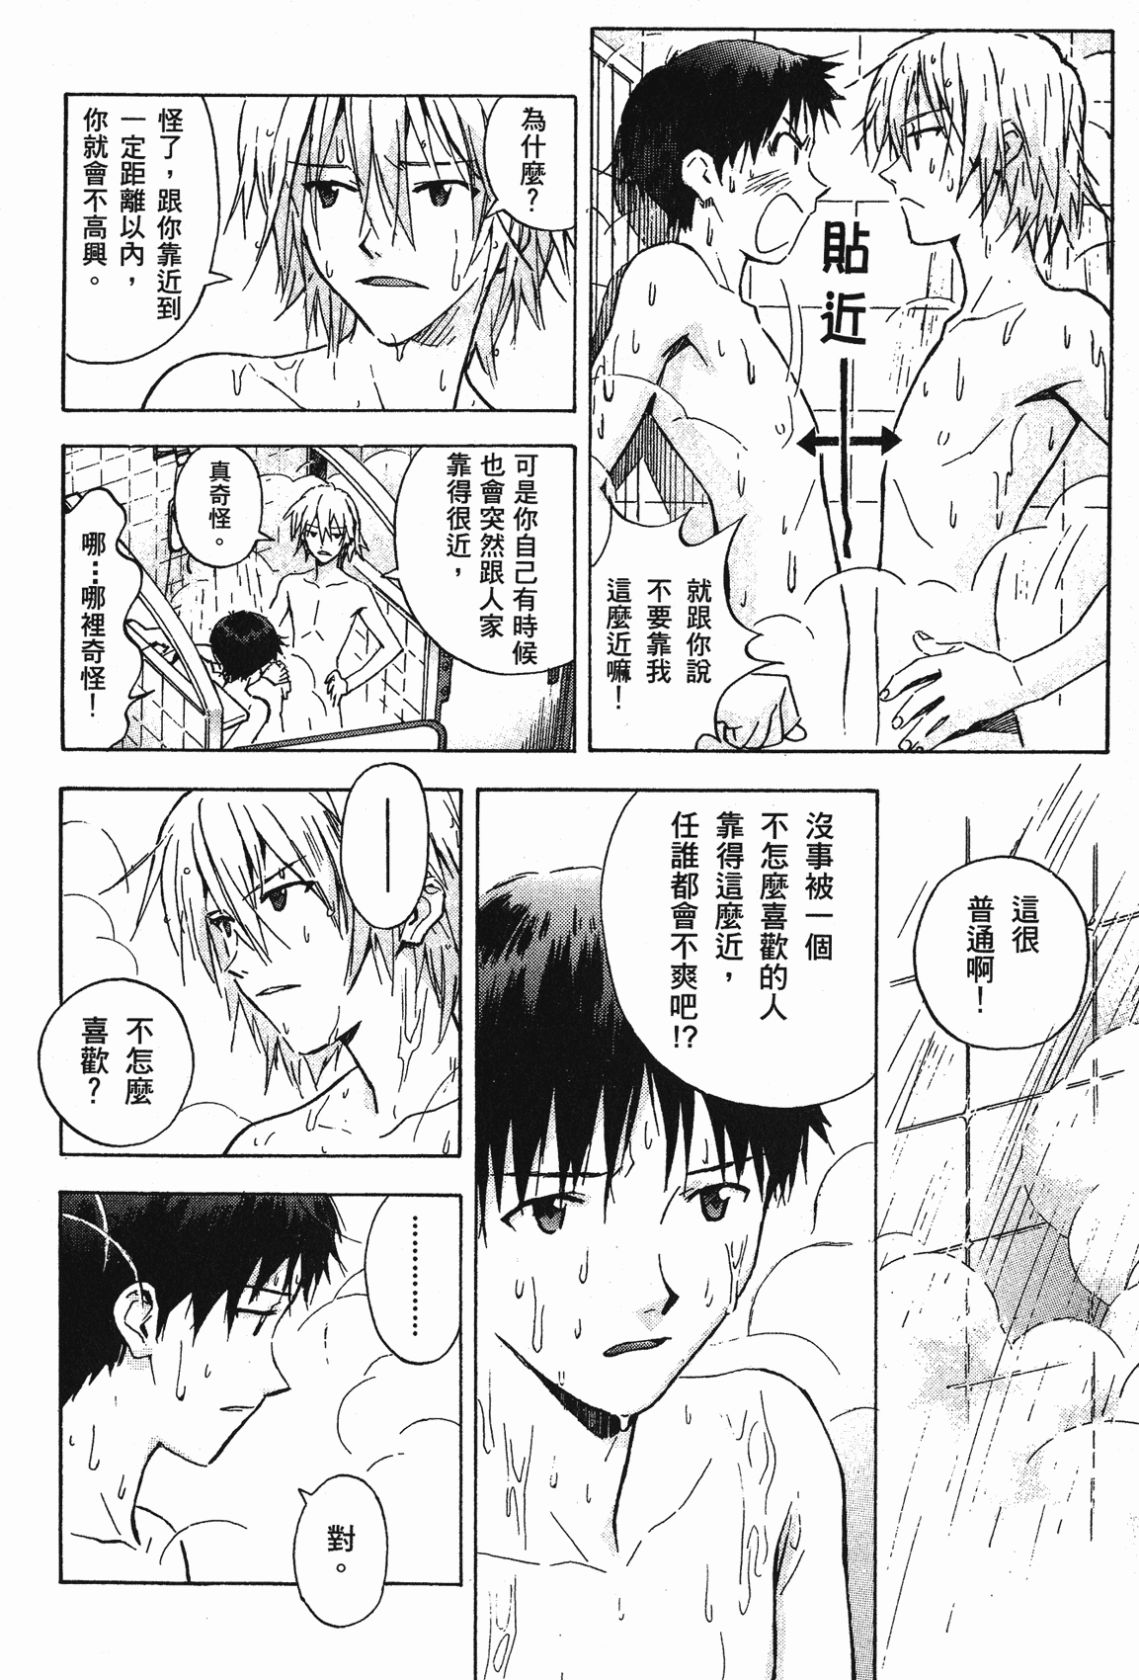 貼近
就跟你說
不要靠我
這麼近嘛！
為什麼？
怪了，跟你靠近到
一定距離以內，
你就會不高興。
可是你自己有時候
也會突然跟人家
靠得很近，
真奇怪。
哪…哪裡奇怪！
這很
普通啊！
沒事被一個
不怎麼喜歡的人
靠得這麼近，
任誰都會不爽吧!?
——
不怎麼
喜歡？
…………
對。